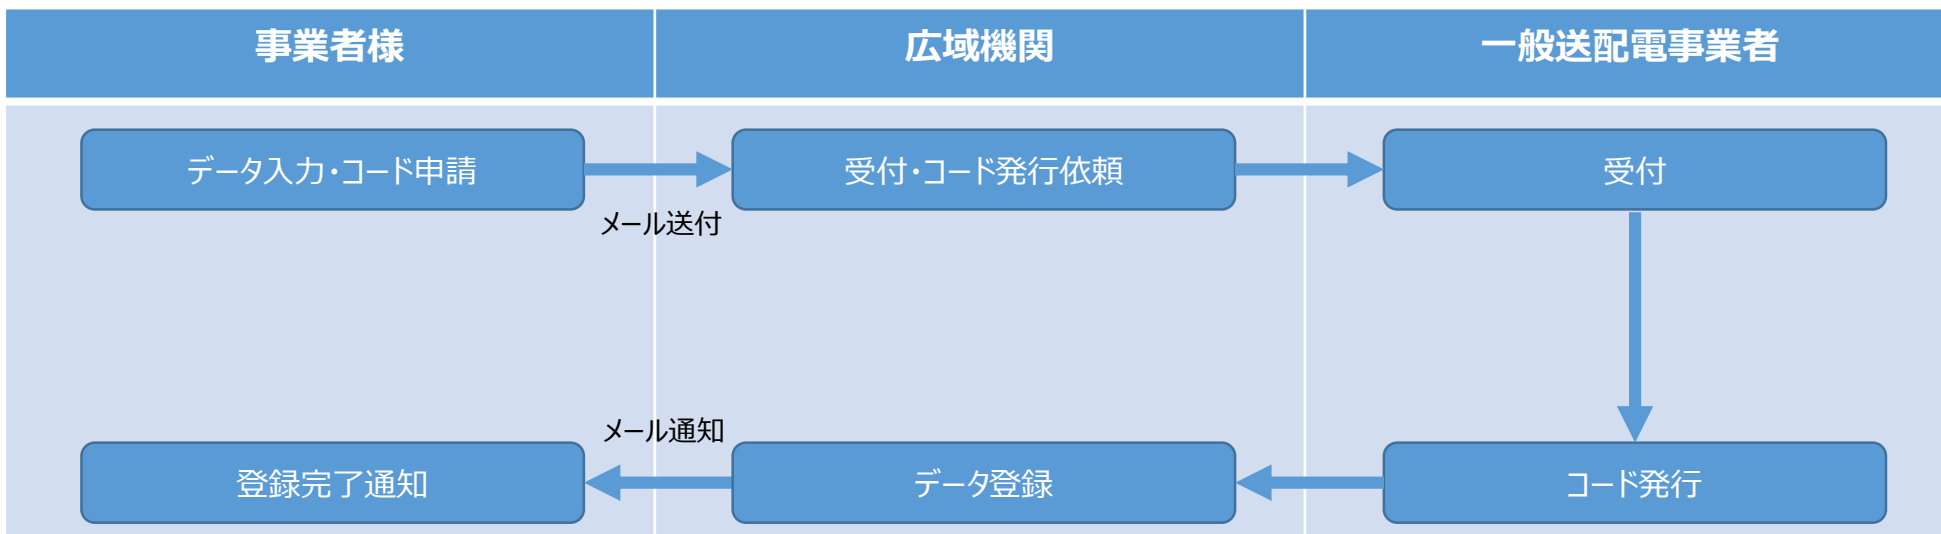 事業者様
広域機関
一般送配電事業者
データ入力・コード申請
受付・コード発行依頼
受付
メール送付
メール通知
登録完了通知
データ登録
コード発行